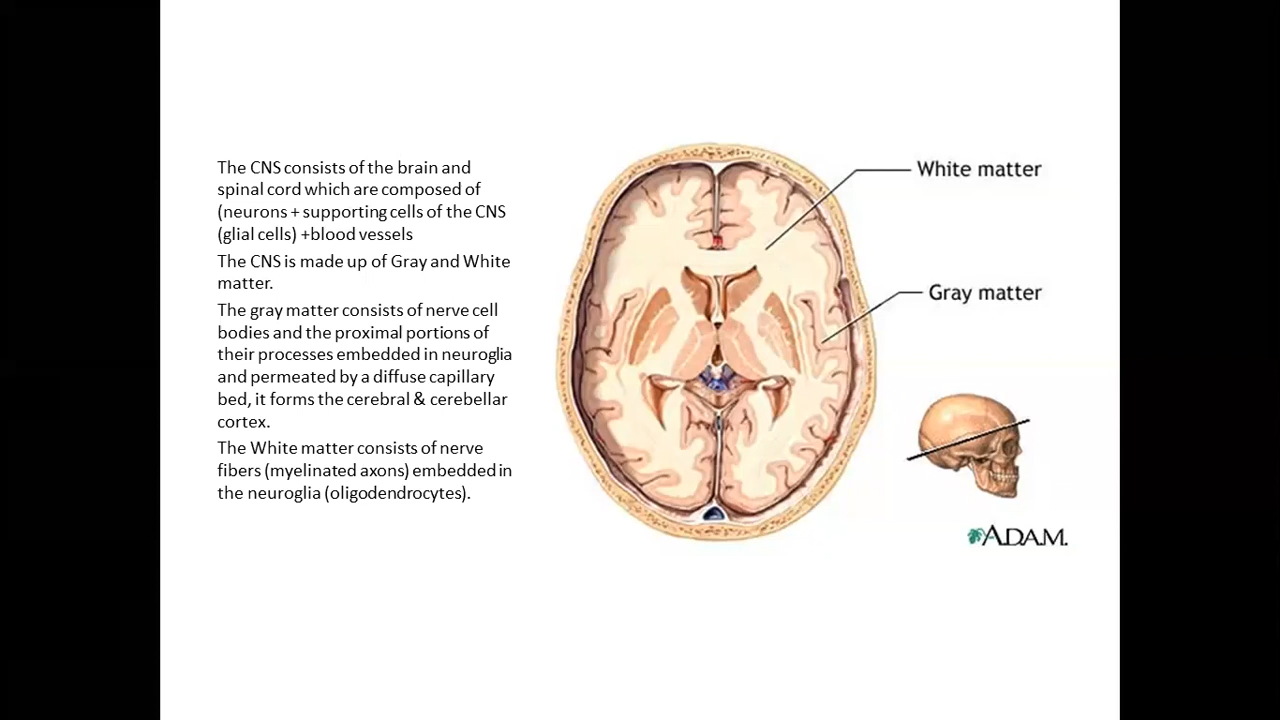 The CNS consists of the brain and
spinal cord which are composed of
(neurons + supporting cells of the CNS
(glial cells) +blood vessels
The CNS is made up of Gray and White
matter.
The gray matter consists of nerve cell
bodies and the proximal portions of
their processes embedded in neuroglia
and permeated by a diffuse capillary
bed, it forms the cerebral & cerebellar
cortex.
The White matter consists of nerve
fibers (myelinated axons) embedded in
the neuroglia (oligodendrocytes).
White matter
Gray matter
A.D.A.M.